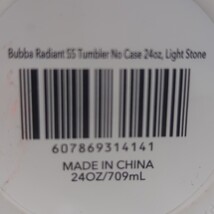 Bubba Radiant SS Tumbler No Case 24oz, Light Stone
607869314141
MADE IN CHINA
24OZ/709mL